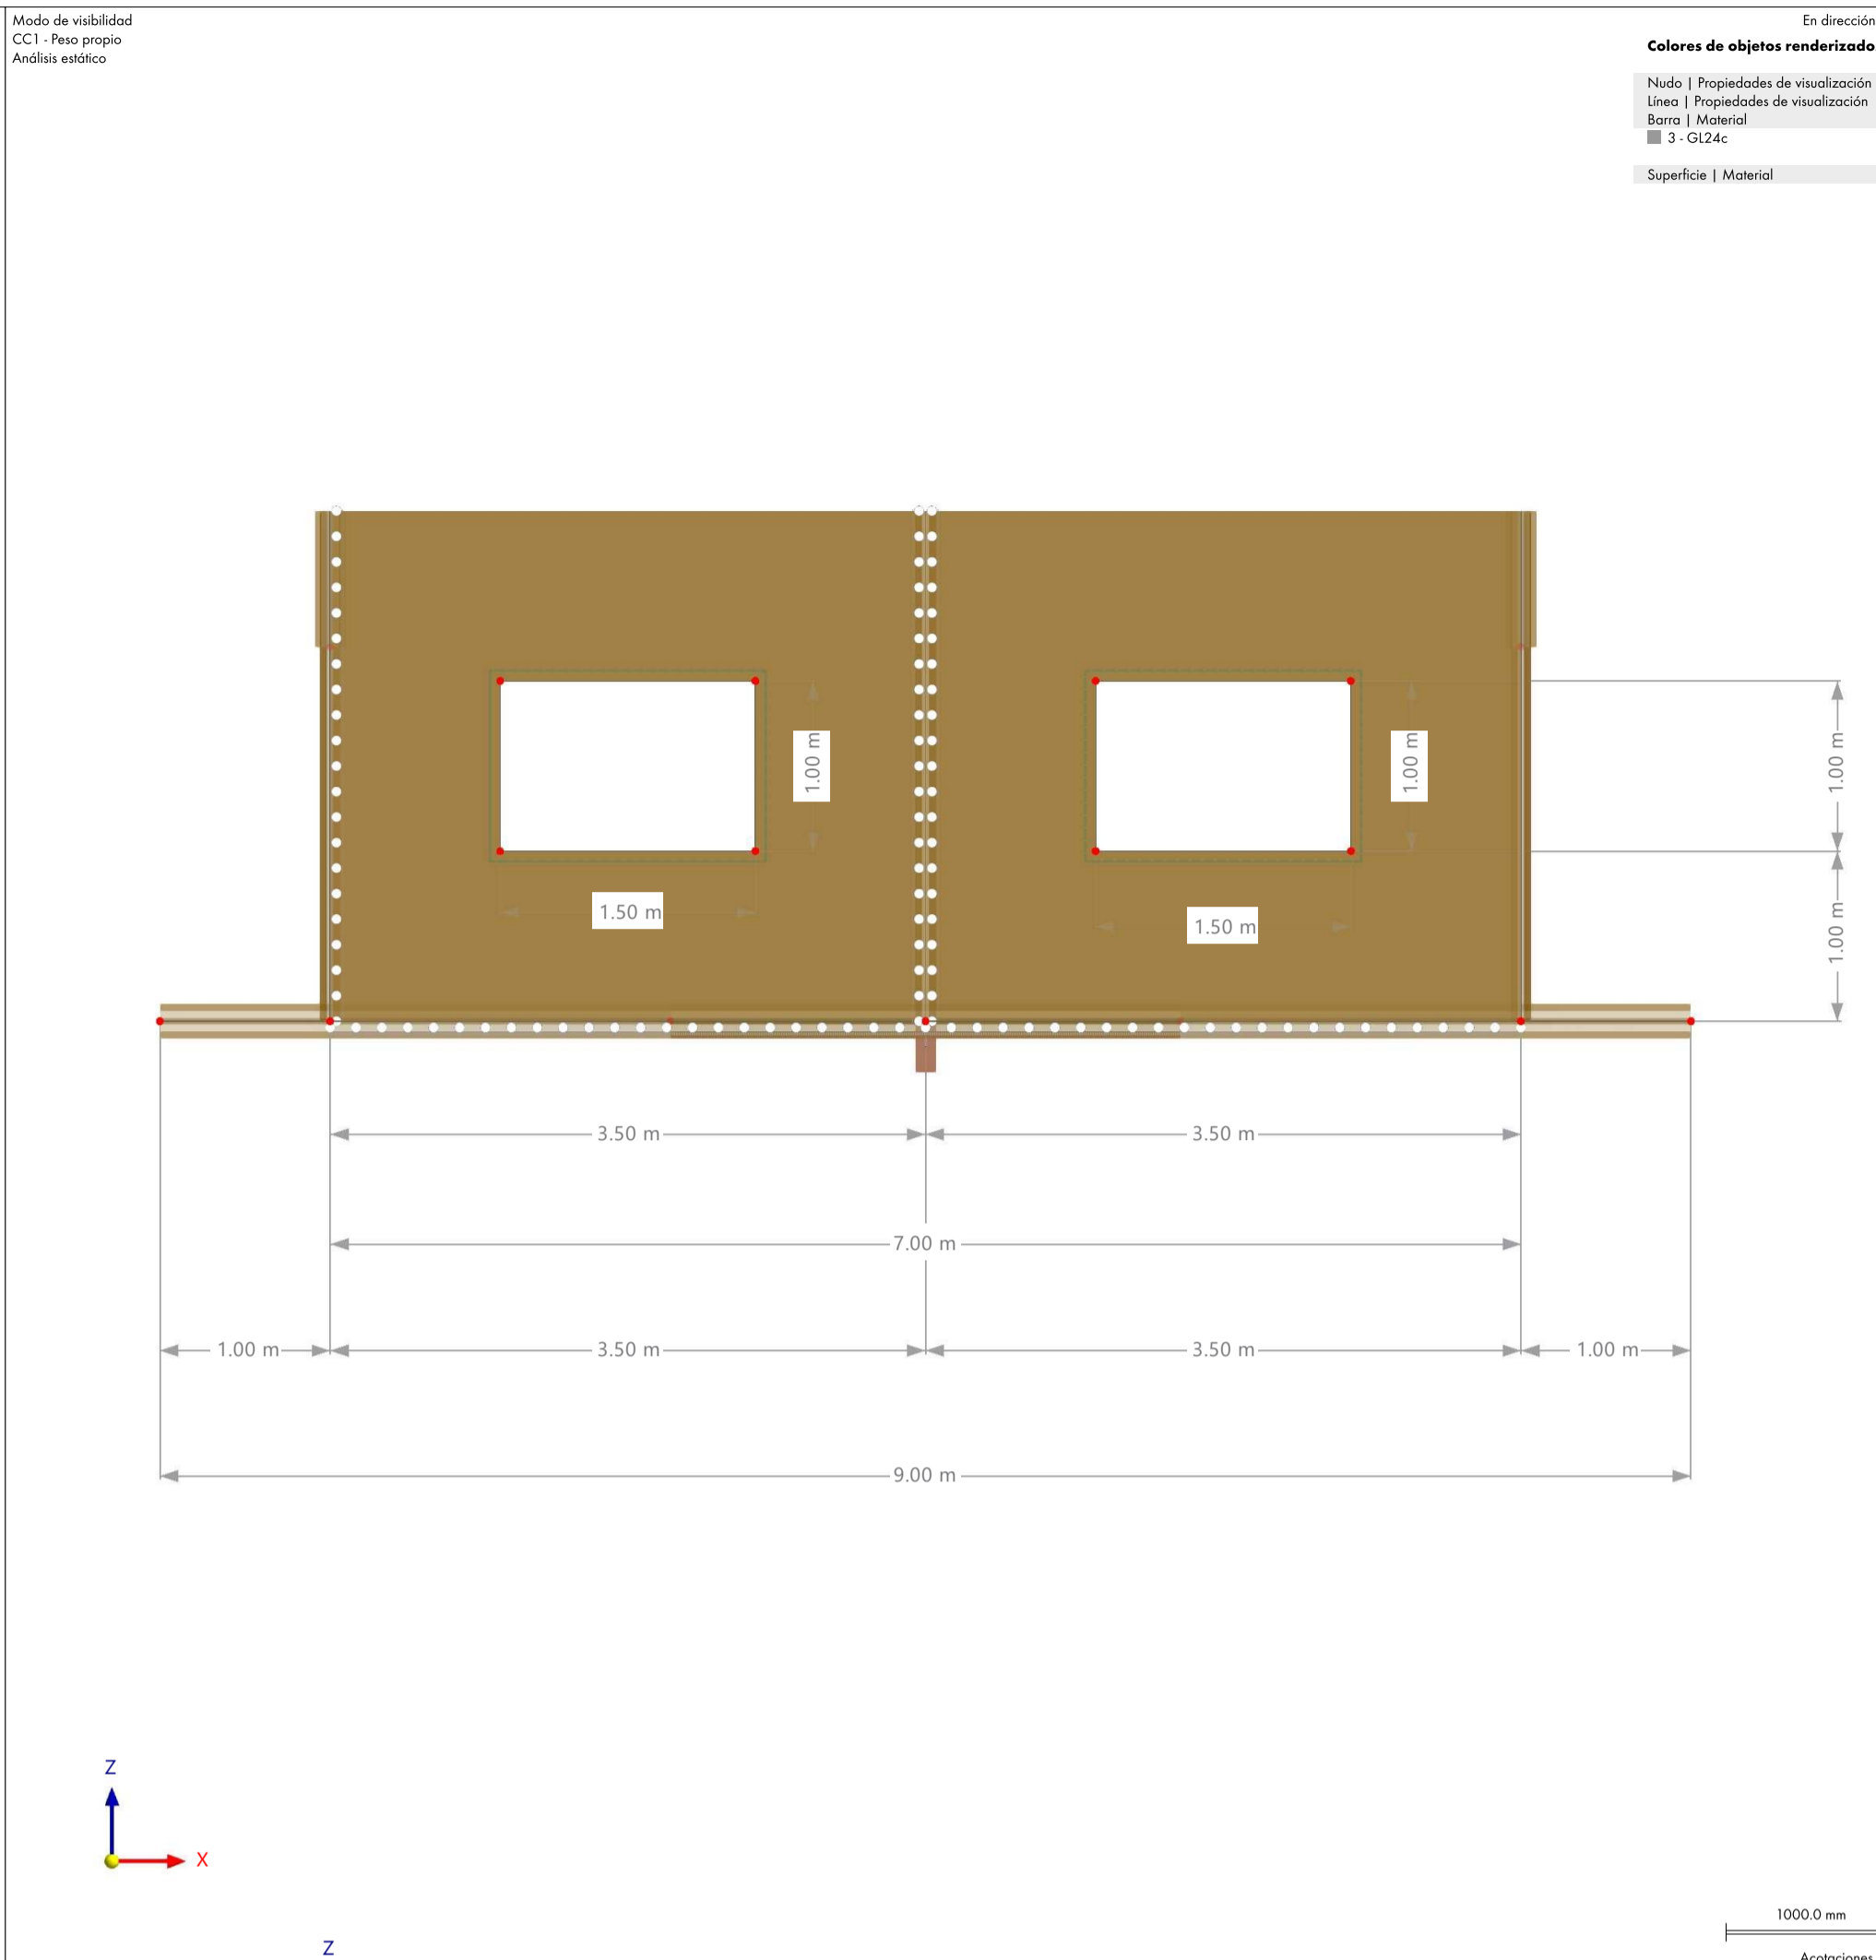 Modo de visibilidad
CC1 - Peso propio
Análisis estático
En dirección
Colores de objetos renderizado
Nudo | Propiedades de visualización
Línea | Propiedades de visualización
Barra | Material
3 - GL24c
Superficie | Material
1.00 m
1.00 m
1.00 m
1.50 m
1.50 m
1.00 m
3.50 m
3.50 m
7.00 m
1.00 m
3.50 m
3.50 m
1.00 m
9.00 m
Z
X
1000.0 mm
Z
Acotaciones